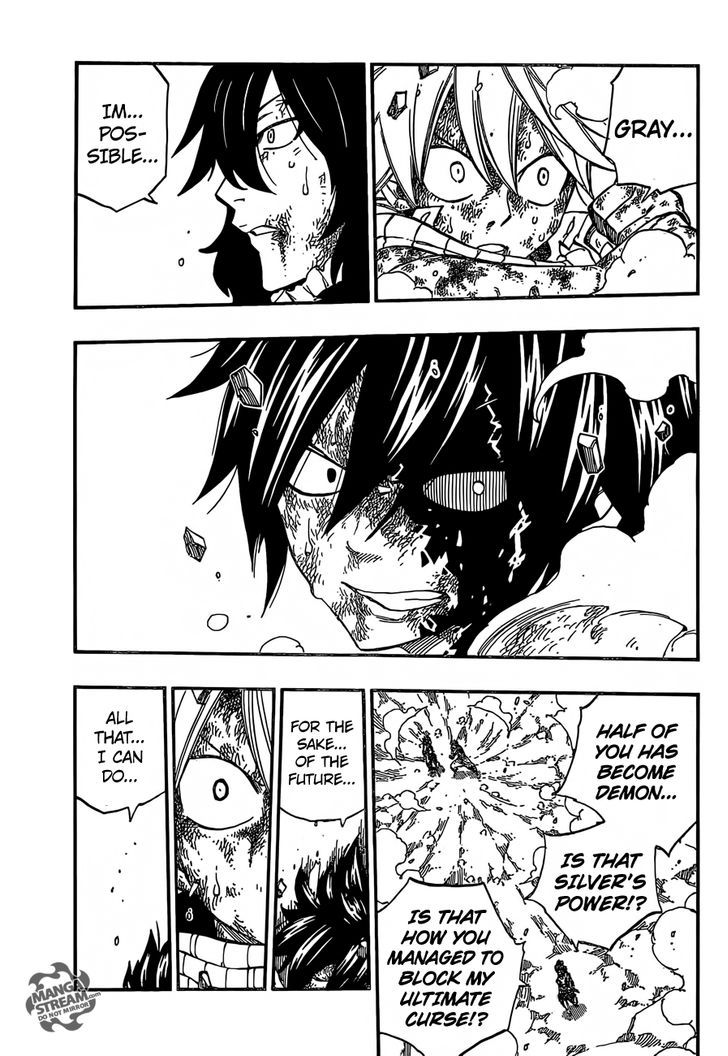 GRAY...
IM...
POS-
SIBLE...
HALF OF
YOU HAS
BECOME
DEMON...
IS THAT
SILVER'S
POWER!?
IS THAT
HOW YOU
MANAGED TO
BLOCK MY
ULTIMATE
CURSE!?
FOR THE
SAKE...
OF THE
FUTURE...
ALL
THAT...
I CAN
DO...
MANGA
STREAM.com
DO NOT MIRROR